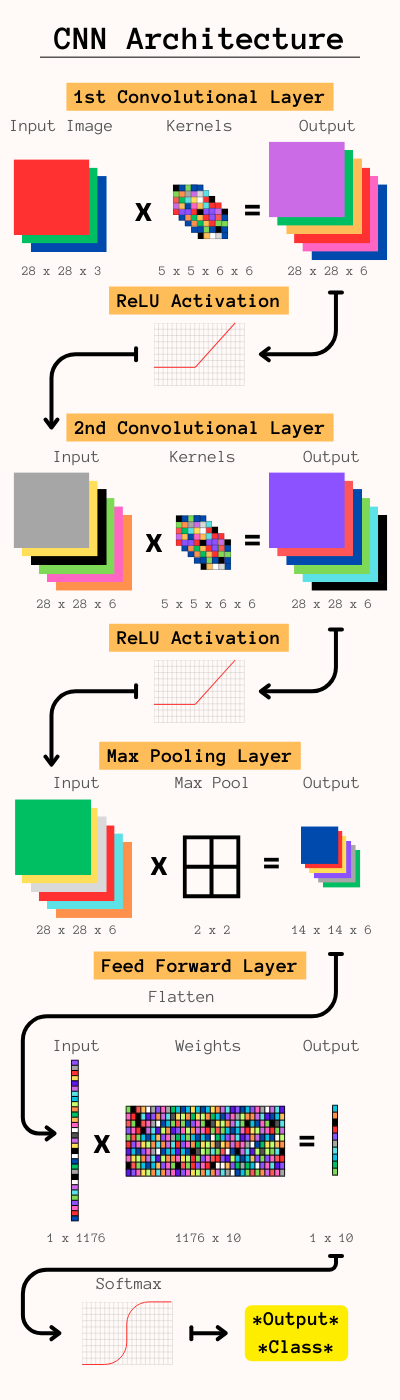 CNN Architecture
1st Convolutional Layer
Input Image Kernels Output
x =
28 x 28 x 3 5 x 5 x 6 x 6 28 x 28 x 6
ReLU Activation
2nd Convolutional Layer
Input Kernels Output
x =
28 x 28 x 6 5 x 5 x 6 x 6 28 x 28 x 6
ReLU Activation
Max Pooling Layer
Input Max Pool Output
x =
28 x 28 x 6 2 x 2 14 x 14 x 6
Feed Forward Layer
Flatten
Input Weights Output
x =
1 x 1176 1176 x 10 1 x 10
Softmax
*Output*
*Class*